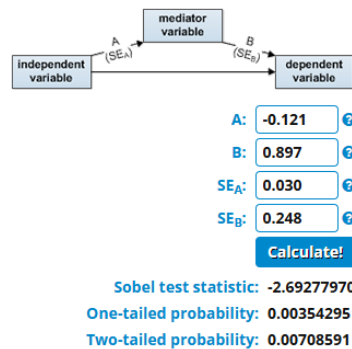 mediator
variable
A
(SEA)
B
(SEB)
independent
variable
dependent
variable
A: -0.121 ?
B: 0.897 ?
SEA: 0.030 ?
SEB: 0.248 ?
Calculate!
Sobel test statistic: -2.69277970
One-tailed probability: 0.00354295
Two-tailed probability: 0.00708591